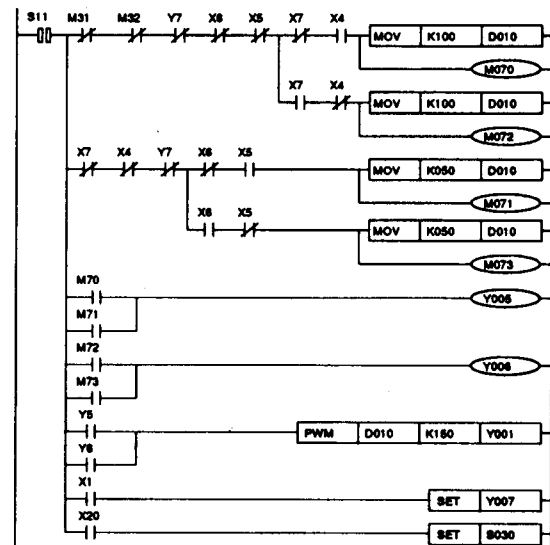 S11 M31 M32 Y7 X6 X5 X7 X4
MOV K100 D010
M070
X7 X4
MOV K100 D010
M072
X7 X4 Y7 X6 X5
MOV K050 D010
M071
X6 X5
MOV K050 D010
M073
M70
Y005
M71
M72
Y006
M73
Y5
PWM D010 K150 Y001
Y6
X1
SET Y007
X20
SET S030